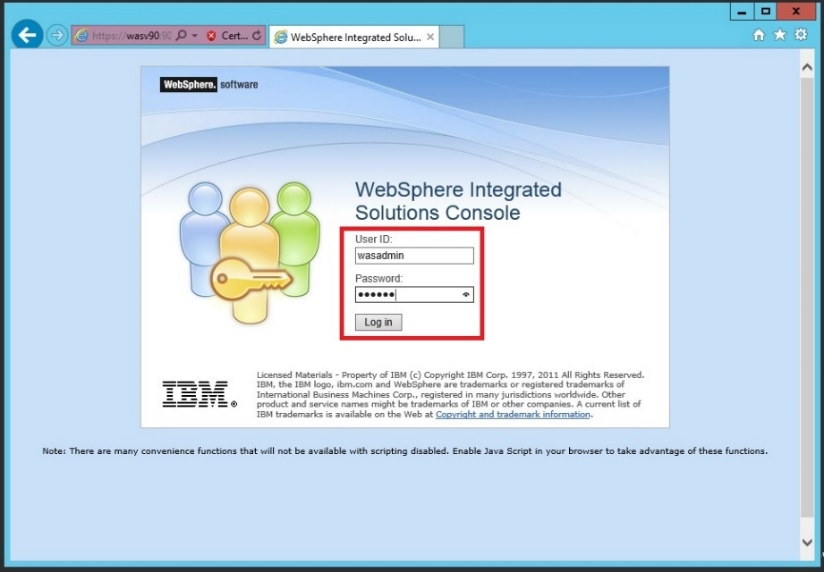 https://wasv90:90
Cert...
WebSphere Integrated Solu...
WebSphere. software
WebSphere Integrated
Solutions Console
User ID:
wasadmin
Password:
••••••
Log in
Licensed Materials - Property of IBM (c) Copyright IBM Corp. 1997, 2011 All Rights Reserved.
IBM, the IBM logo, ibm.com and WebSphere are trademarks or registered trademarks of
International Business Machines Corp., registered in many jurisdictions worldwide. Other
product and service names might be trademarks of IBM or other companies. A current list of
IBM trademarks is available on the Web at Copyright and trademark information.
IBM
Note: There are many convenience functions that will not be available with scripting disabled. Enable Java Script in your browser to take advantage of these functions.